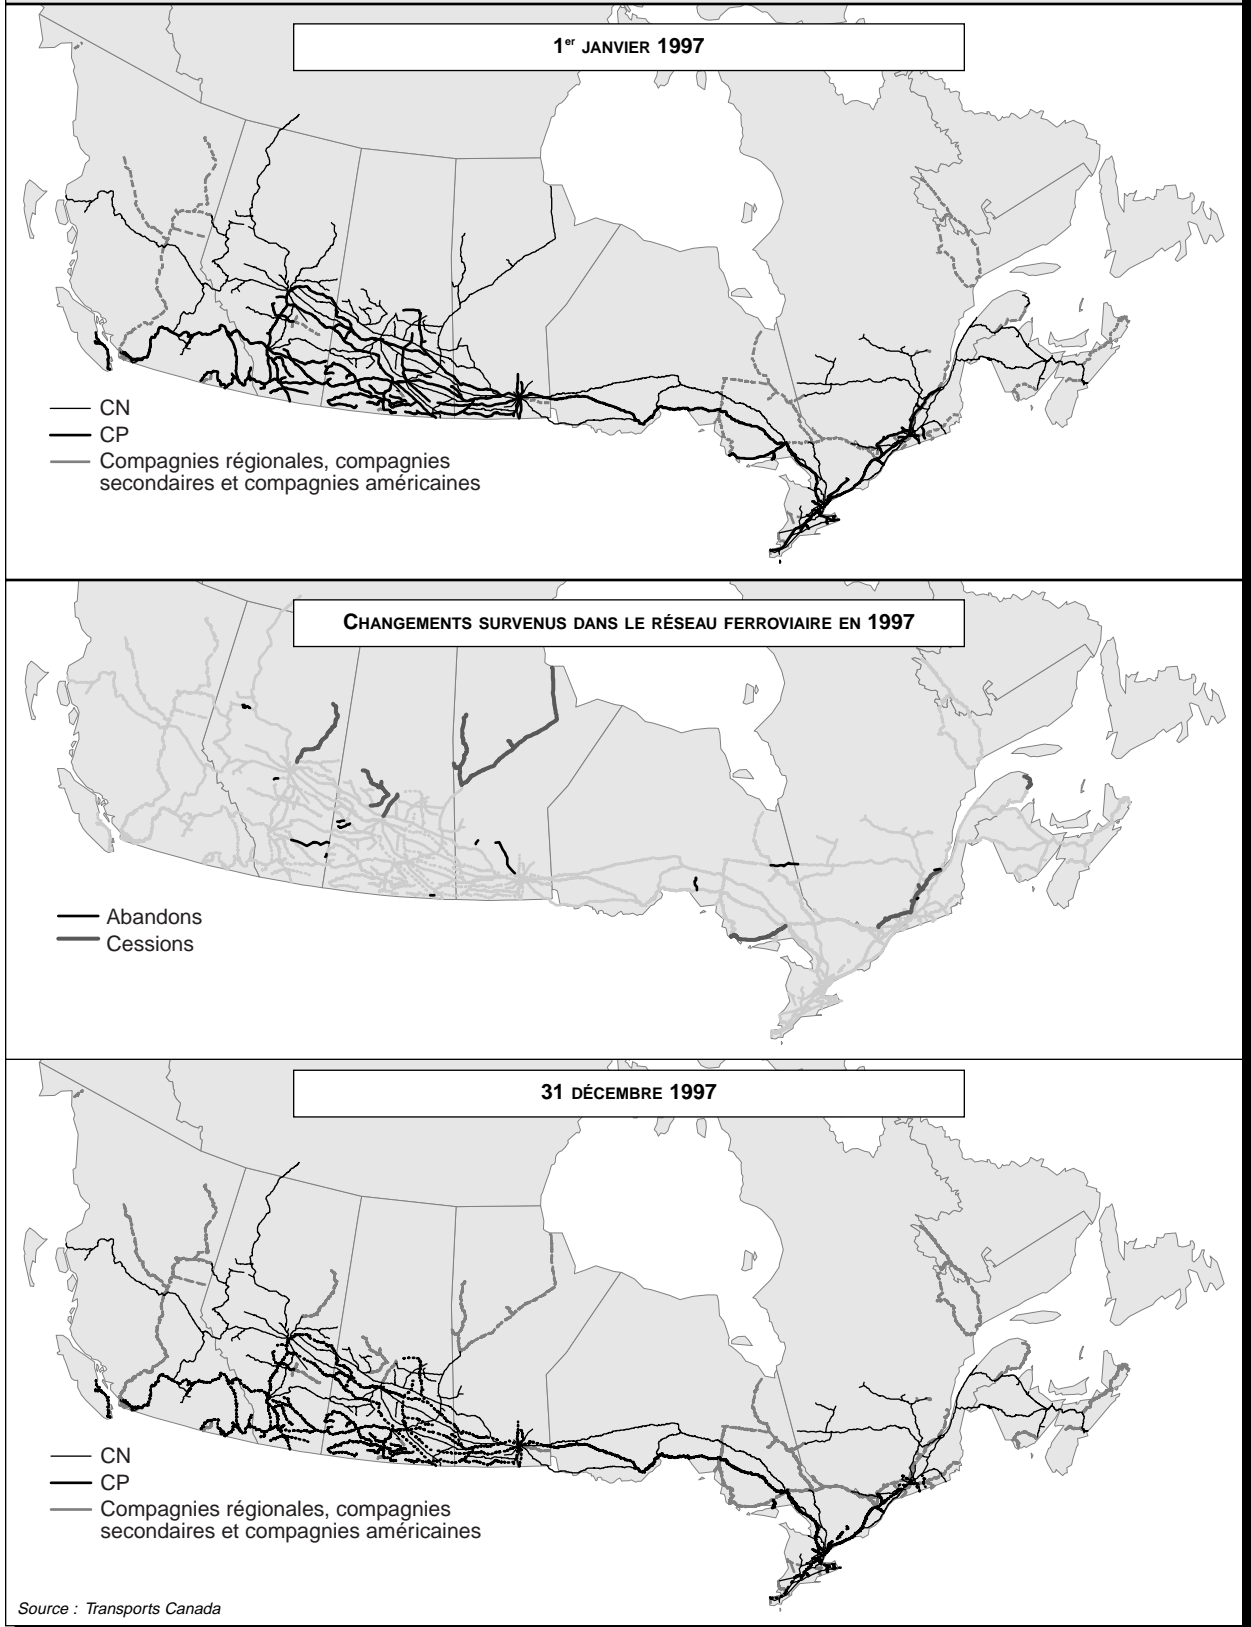 1er JANVIER 1997
CN
CP
Compagnies régionales, compagnies
secondaires et compagnies américaines
CHANGEMENTS SURVENUS DANS LE RÉSEAU FERROVIAIRE EN 1997
Abandons
Cessions
31 DÉCEMBRE 1997
CN
CP
Compagnies régionales, compagnies
secondaires et compagnies américaines
Source : Transports Canada